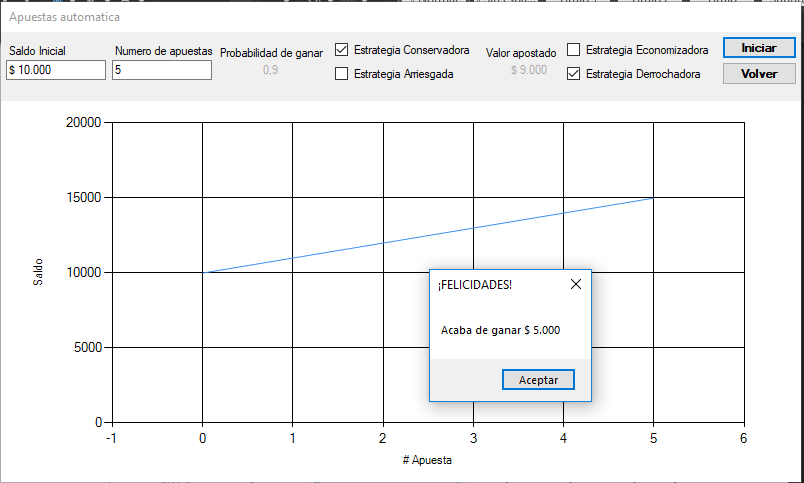 Apuestas automatica
Saldo Inicial
$ 10.000
Numero de apuestas
5
Probabilidad de ganar
0,9
Estrategia Conservadora
Estrategia Arriesgada
Valor apostado
$ 9.000
Estrategia Economizadora
Estrategia Derrochadora
Iniciar
Volver
20000
15000
10000
5000
0
Saldo
¡FELICIDADES!
Acaba de ganar $ 5.000
Aceptar
-1 0 1 2 3 4 5 6
# Apuesta